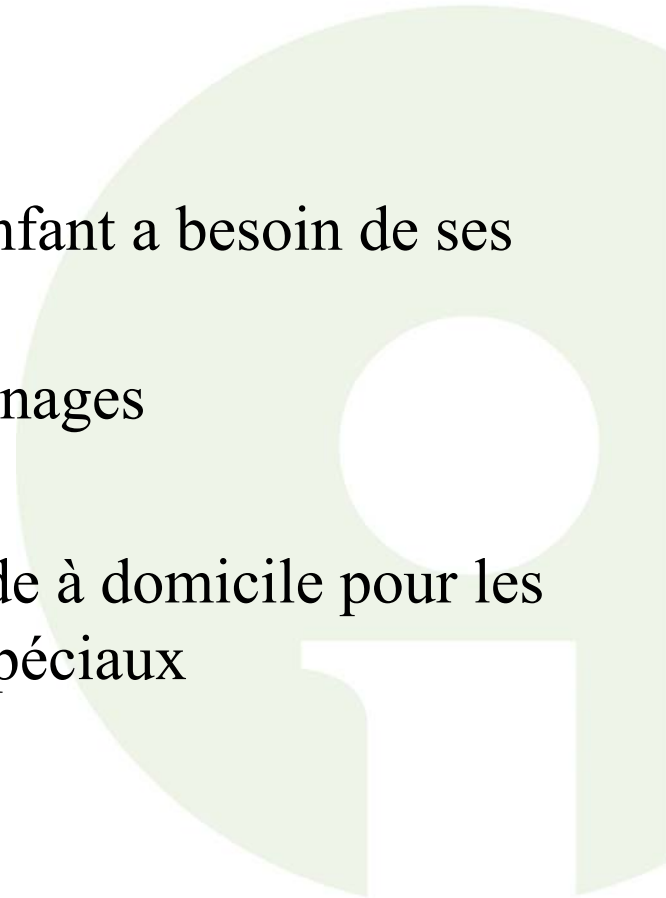 nfant a besoin de ses
nages
de à domicile pour les
péciaux